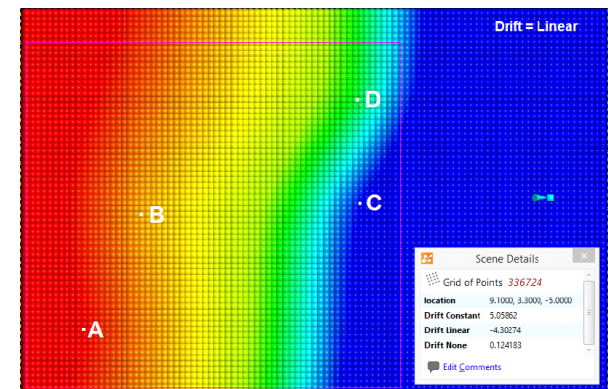 Drift = Linear
D
C
B
A
Scene Details
Grid of Points 336724
location 9.1000, 3.3000, -5.0000
Drift Constant 5.05862
Drift Linear -4.30274
Drift None 0.124183
Edit Comments